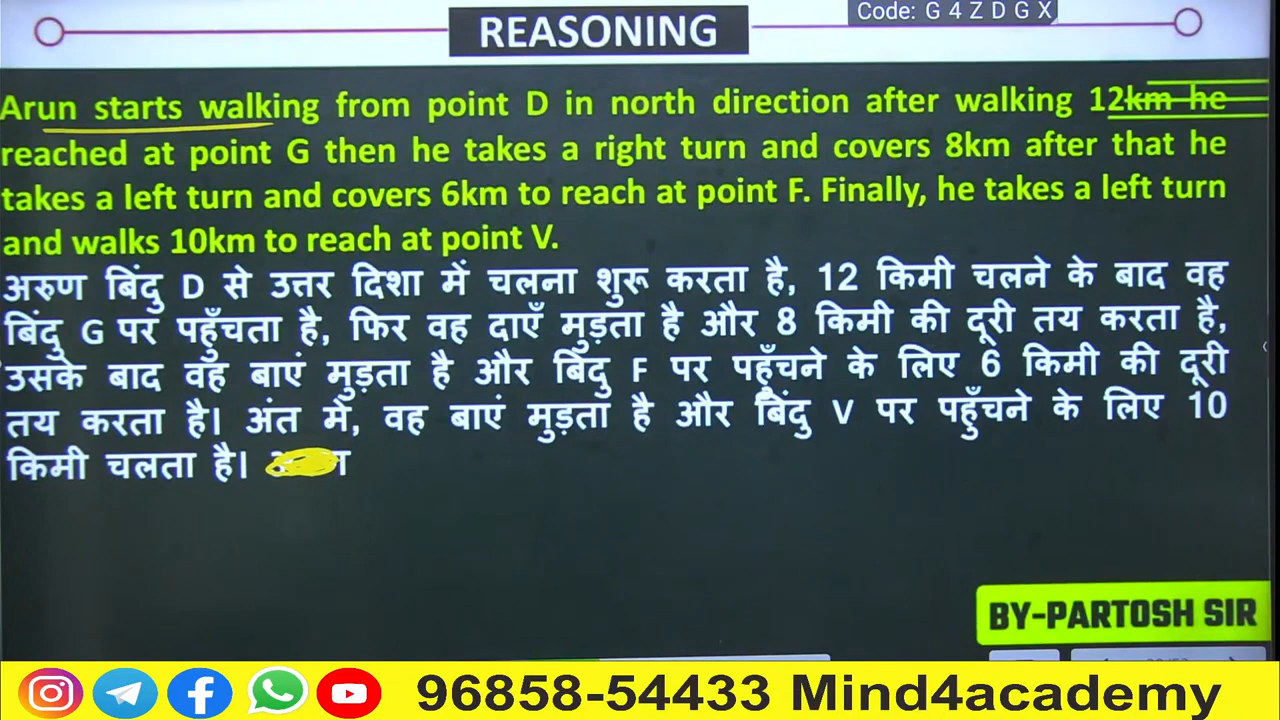 REASONING
Code: G 4 Z D G X
Arun starts walking from point D in north direction after walking 12km he
reached at point G then he takes a right turn and covers 8km after that he
takes a left turn and covers 6km to reach at point F. Finally, he takes a left turn
and walks 10km to reach at point V.
अरुण बिंदु D से उत्तर दिशा में चलना शुरू करता है, 12 किमी चलने के बाद वह
बिंदु G पर पहुँचता है, फिर वह दाएँ मुड़ता है और 8 किमी की दूरी तय करता है,
उसके बाद वह बाएं मुड़ता है और बिंदु F पर पहुँचने के लिए 6 किमी की दूरी
तय करता है। अंत में, वह बाएं मुड़ता है और बिंदु V पर पहुँचने के लिए 10
किमी चलता है।
BY-PARTOSH SIR
96858-54433 Mind4academy